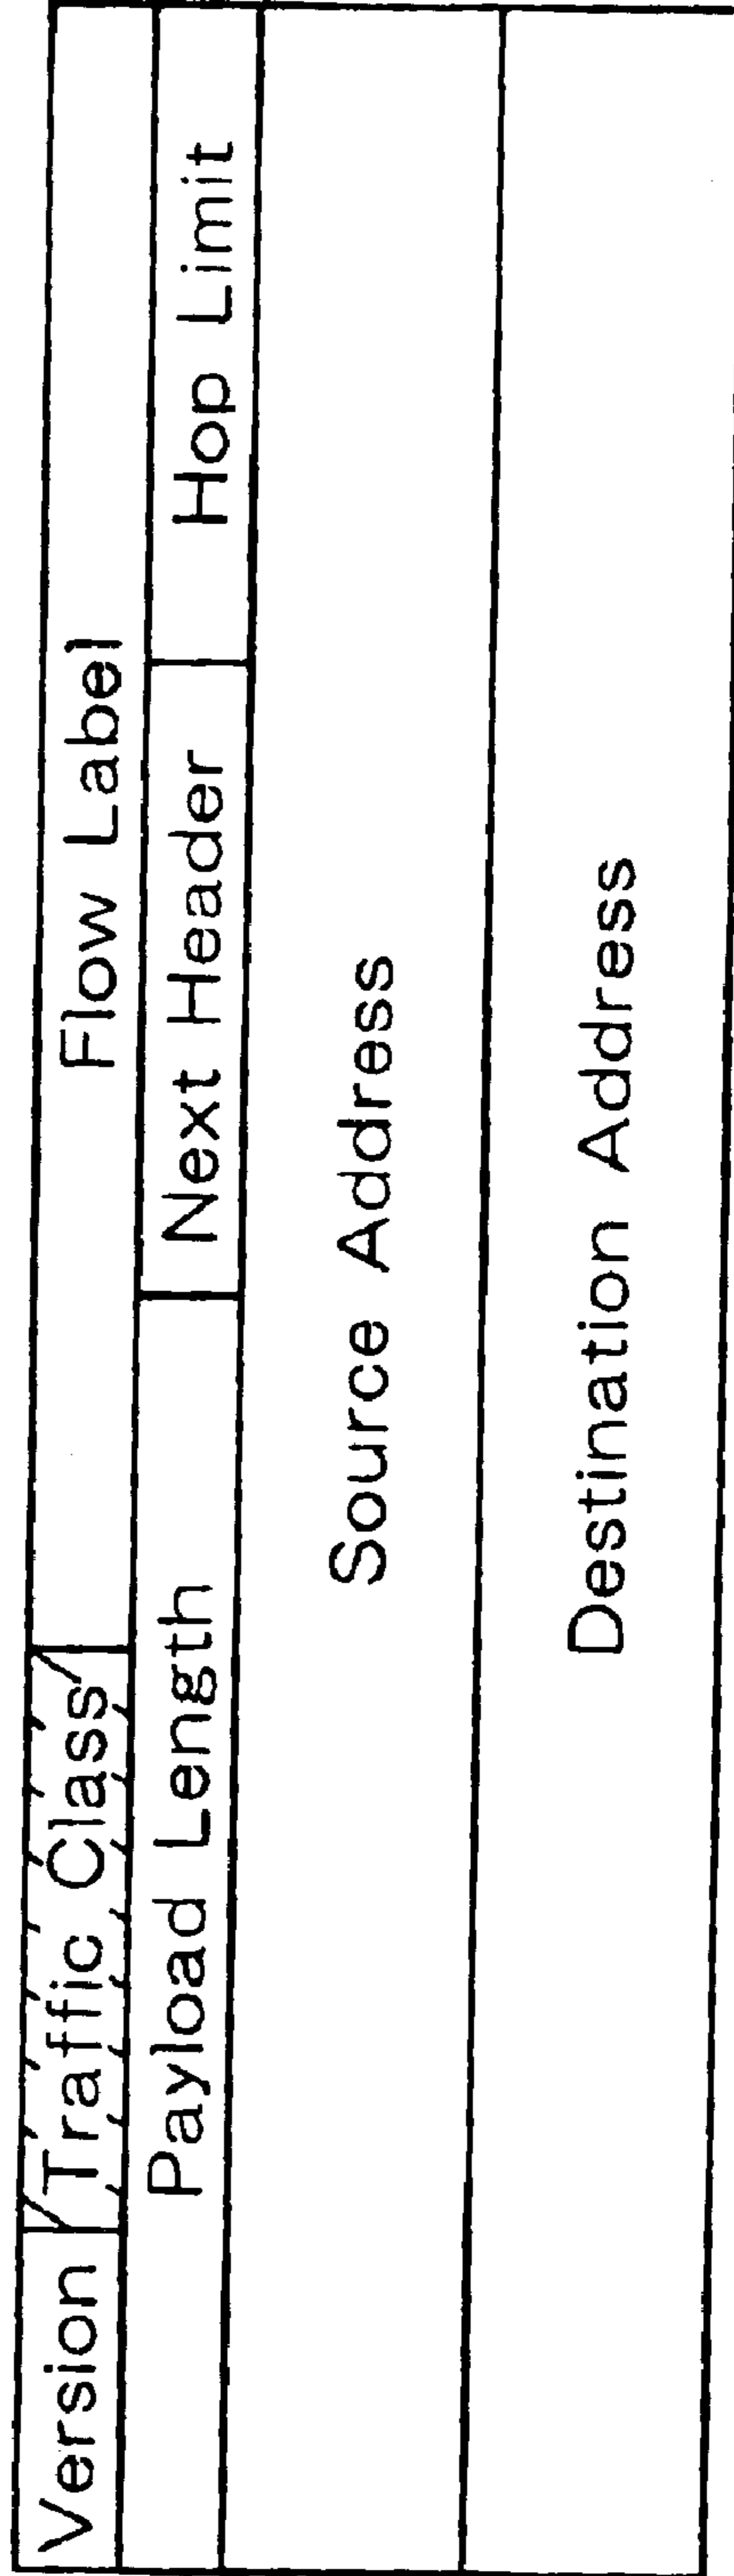 Version Traffic Class Flow Label
Payload Length Next Header Hop Limit
Source Address
Destination Address